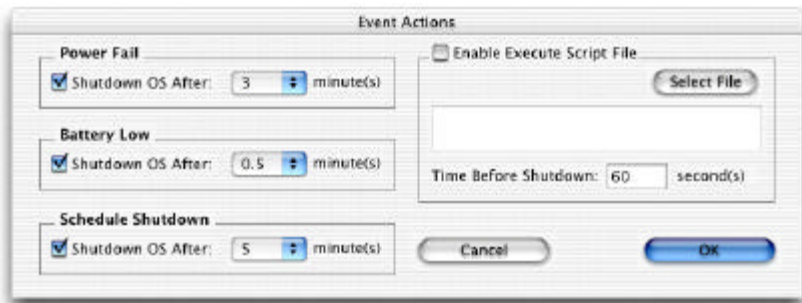 Event Actions
Power Fail
Shutdown OS After: 3 minute(s)
Battery Low
Shutdown OS After: 0.5 minute(s)
Schedule Shutdown
Shutdown OS After: 5 minute(s)
Enable Execute Script File
Select File
Time Before Shutdown: 60 second(s)
Cancel
OK